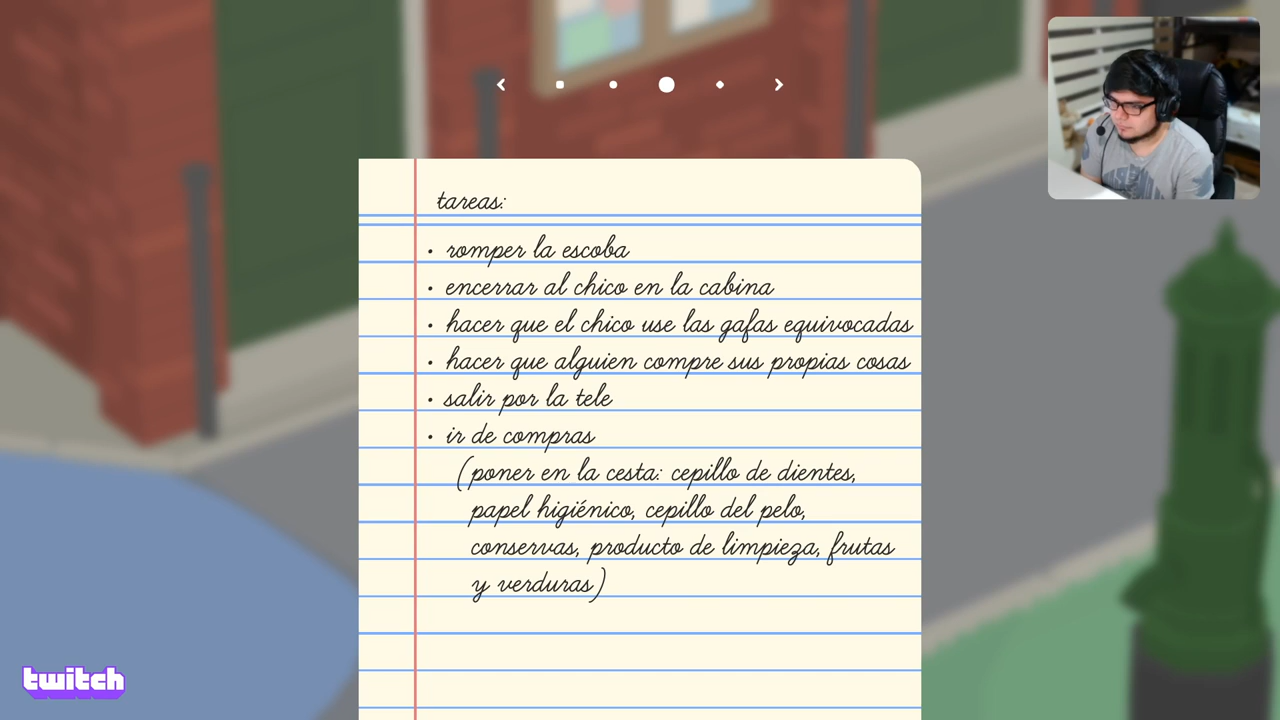 tareas:
• romper la escoba
• encerrar al chico en la cabina
• hacer que el chico use las gafas equivocadas
• hacer que alguien compre sus propias cosas
• salir por la tele
• ir de compras
(poner en la cesta: cepillo de dientes,
papel higiénico, cepillo del pelo,
conservas, producto de limpieza, frutas
y verduras)
twitch